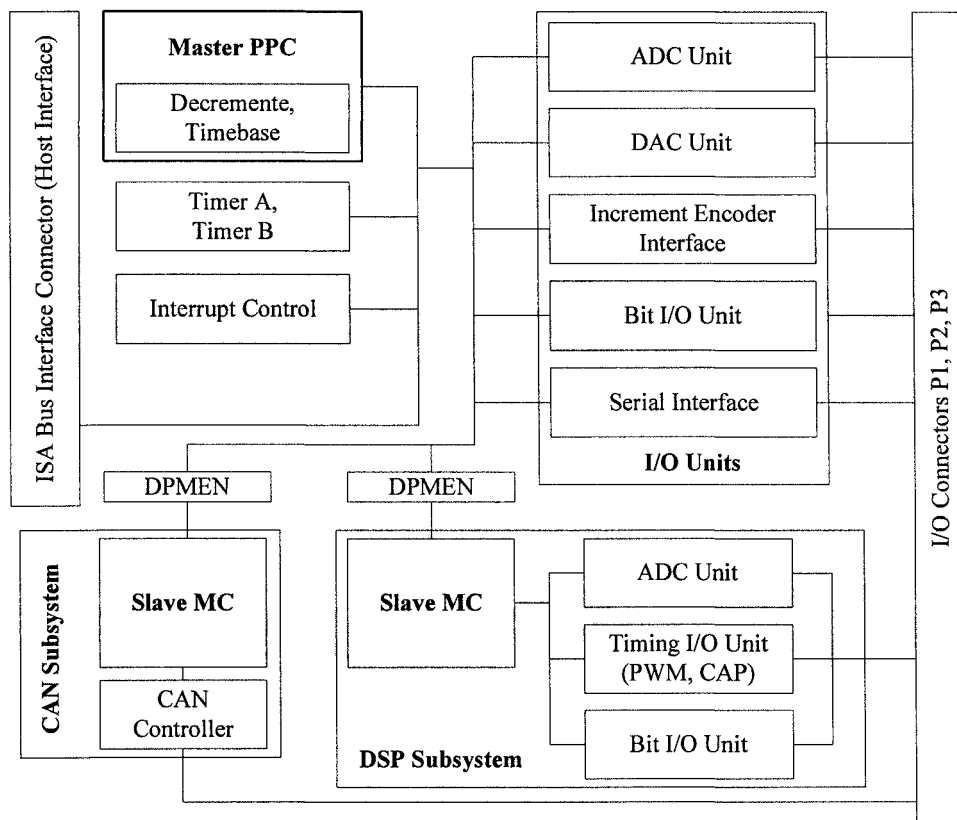 ISA Bus Interface Connector (Host Interface)
Master PPC
Decremente,
Timebase
Timer A,
Timer B
Interrupt Control
ADC Unit
DAC Unit
Increment Encoder
Interface
Bit I/O Unit
Serial Interface
I/O Units
I/O Connectors P1, P2, P3
DPMEN
DPMEN
CAN Subsystem
Slave MC
CAN
Controller
Slave MC
ADC Unit
Timing I/O Unit
(PWM, CAP)
Bit I/O Unit
DSP Subsystem